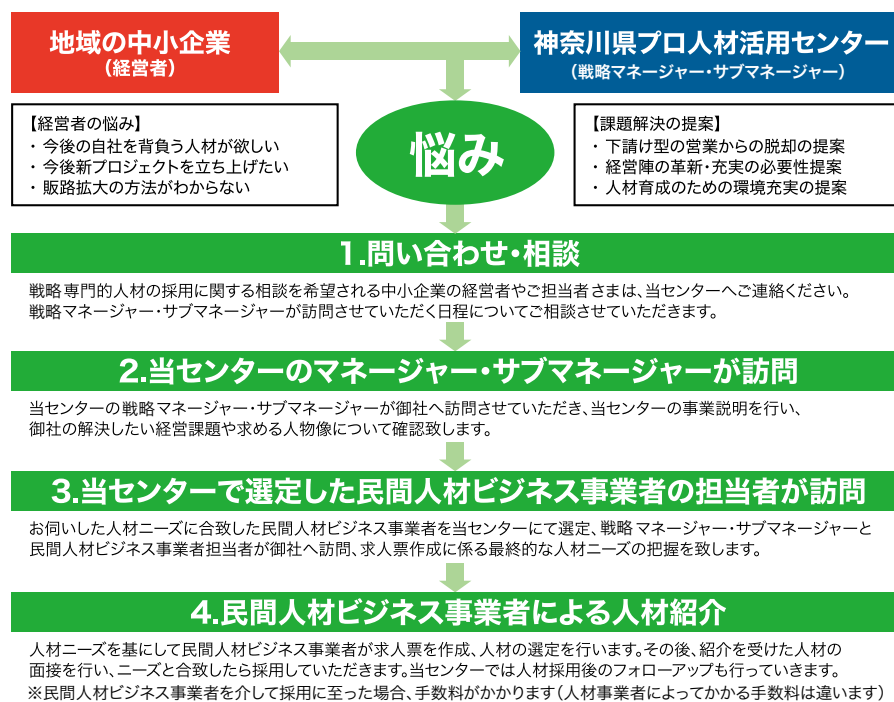 地域の中小企業
（経営者）
神奈川県プロ人材活用センター
（戦略マネージャー・サブマネージャー）
【経営者の悩み】
・ 今後の自社を背負う人材が欲しい
・ 今後新プロジェクトを立ち上げたい
・ 販路拡大の方法がわからない
悩み
【課題解決の提案】
・ 下請け型の営業からの脱却の提案
・ 経営陣の革新・充実の必要性提案
・ 人材育成のための環境充実の提案
1.問い合わせ・相談
戦略専門的人材の採用に関する相談を希望される中小企業の経営者やご担当者さまは、当センターへご連絡ください。
戦略マネージャー・サブマネージャーが訪問させていただく日程についてご相談させていただきます。
2.当センターのマネージャー・サブマネージャーが訪問
当センターの戦略マネージャー・サブマネージャーが御社へ訪問させていただき、当センターの事業説明を行い、
御社の解決したい経営課題や求める人物像について確認致します。
3.当センターで選定した民間人材ビジネス事業者の担当者が訪問
お伺いした人材ニーズに合致した民間人材ビジネス事業者を当センターにて選定、戦略マネージャー・サブマネージャーと
民間人材ビジネス事業者担当者が御社へ訪問、求人票作成に係る最終的な人材ニーズの把握を致します。
4.民間人材ビジネス事業者による人材紹介
人材ニーズを基にして民間人材ビジネス事業者が求人票を作成、人材の選定を行います。その後、紹介を受けた人材の
面接を行い、ニーズと合致したら採用していただきます。当センターでは人材採用後のフォローアップも行っていきます。
※民間人材ビジネス事業者を介して採用に至った場合、手数料がかかります（人材事業者によってかかる手数料は違います）